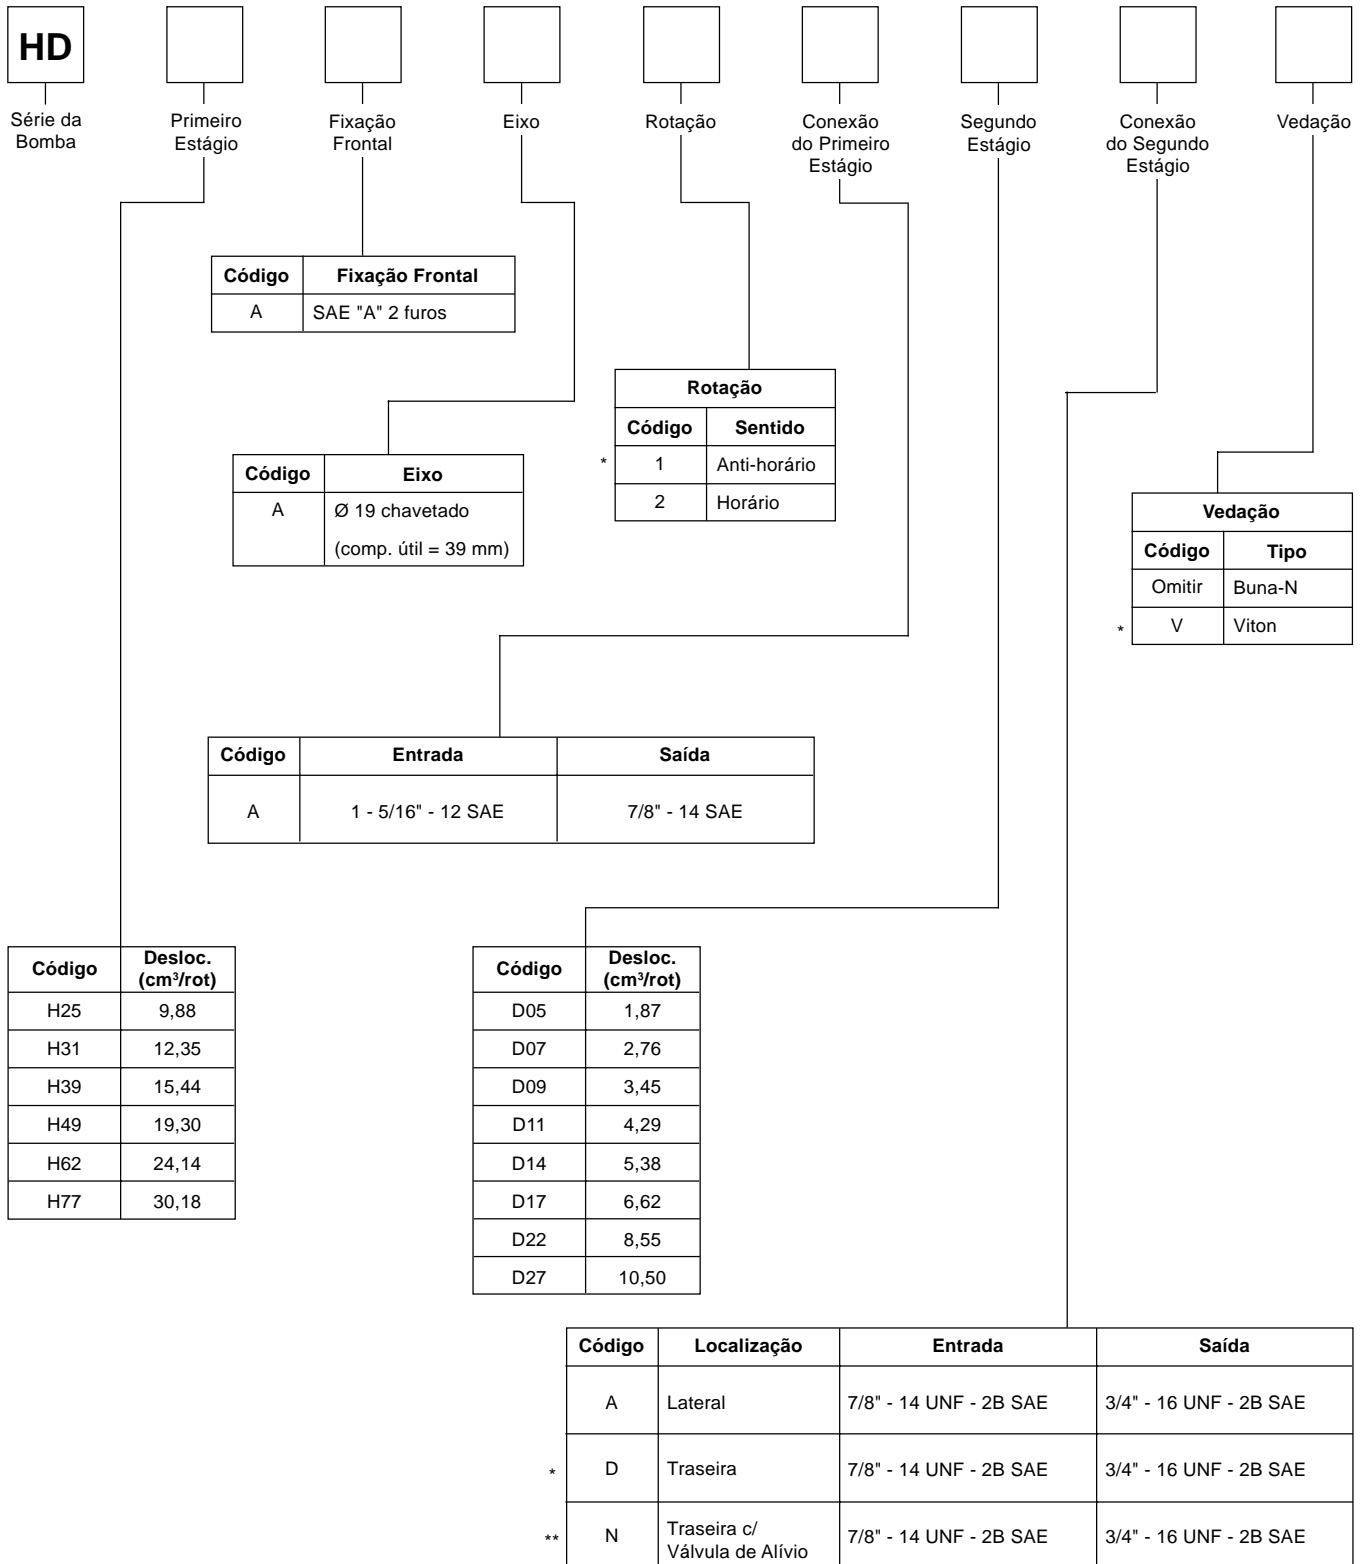 HD
Série da
Bomba
Primeiro
Estágio
Fixação
Frontal
Eixo
Rotação
Conexão
do Primeiro
Estágio
Segundo
Estágio
Conexão
do Segundo
Estágio
Vedação
Código Fixação Frontal
A SAE "A" 2 furos
Rotação
Código Sentido
* 1 Anti-horário
2 Horário
Código Eixo
A Ø 19 chavetado
(comp. útil = 39 mm)
Vedação
Código Tipo
Omitir Buna-N
* V Viton
Código Entrada Saída
A 1 - 5/16" - 12 SAE 7/8" - 14 SAE
Código Desloc.
(cm³/rot)
H25 9,88
H31 12,35
H39 15,44
H49 19,30
H62 24,14
H77 30,18
Código Desloc.
(cm³/rot)
D05 1,87
D07 2,76
D09 3,45
D11 4,29
D14 5,38
D17 6,62
D22 8,55
D27 10,50
Código Localização Entrada Saída
A Lateral 7/8" - 14 UNF - 2B SAE 3/4" - 16 UNF - 2B SAE
* D Traseira 7/8" - 14 UNF - 2B SAE 3/4" - 16 UNF - 2B SAE
** N Traseira c/
Válvula de Alívio 7/8" - 14 UNF - 2B SAE 3/4" - 16 UNF - 2B SAE